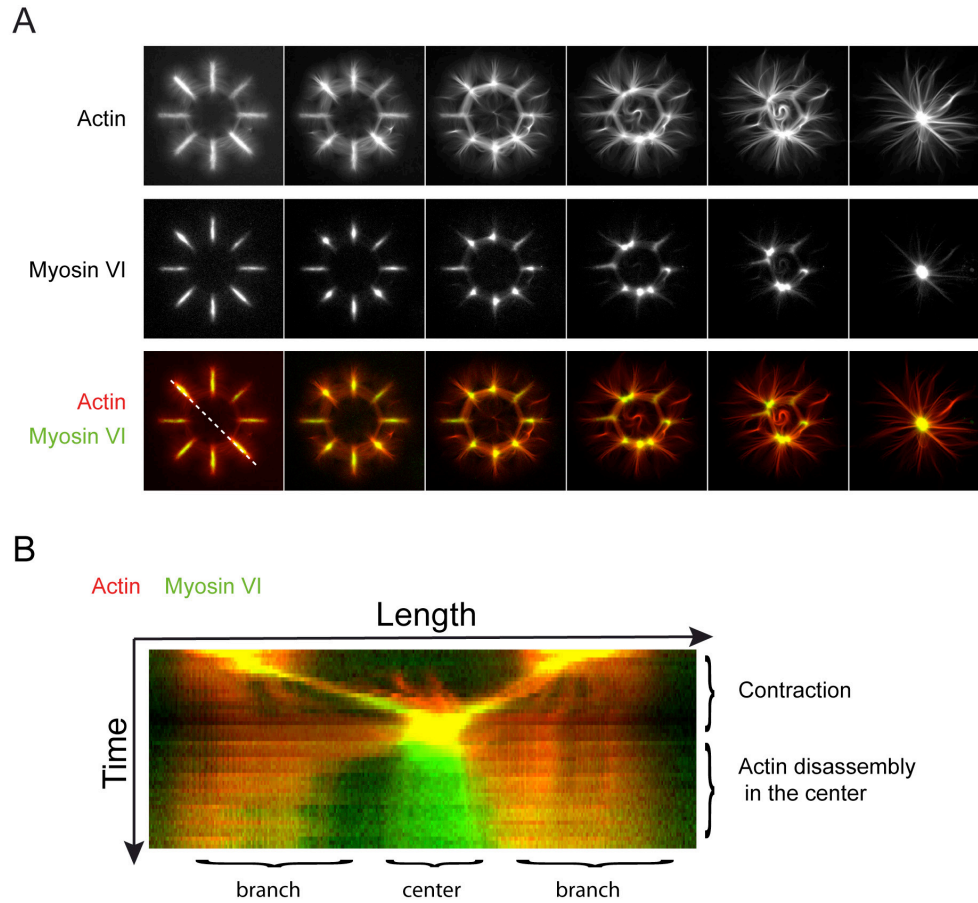 A
Actin
Myosin VI
Actin
Myosin VI
B
Actin Myosin VI
Length
Time
Contraction
Actin disassembly
in the center
branch center branch